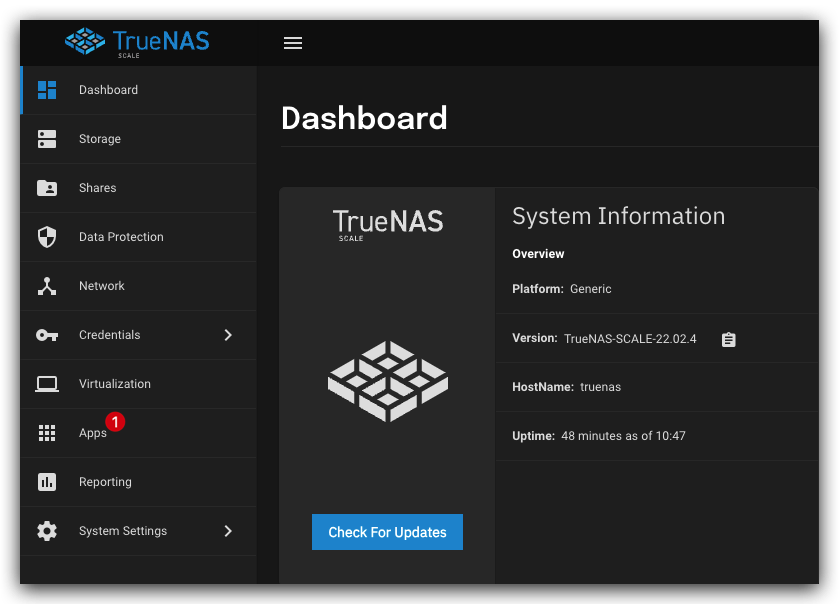 TrueNAS
SCALE
Dashboard
Storage
Shares
Data Protection
Network
Credentials
Virtualization
Apps
1
Reporting
System Settings
Dashboard
TrueNAS
SCALE
Check For Updates
System Information
Overview
Platform: Generic
Version: TrueNAS-SCALE-22.02.4
HostName: truenas
Uptime: 48 minutes as of 10:47